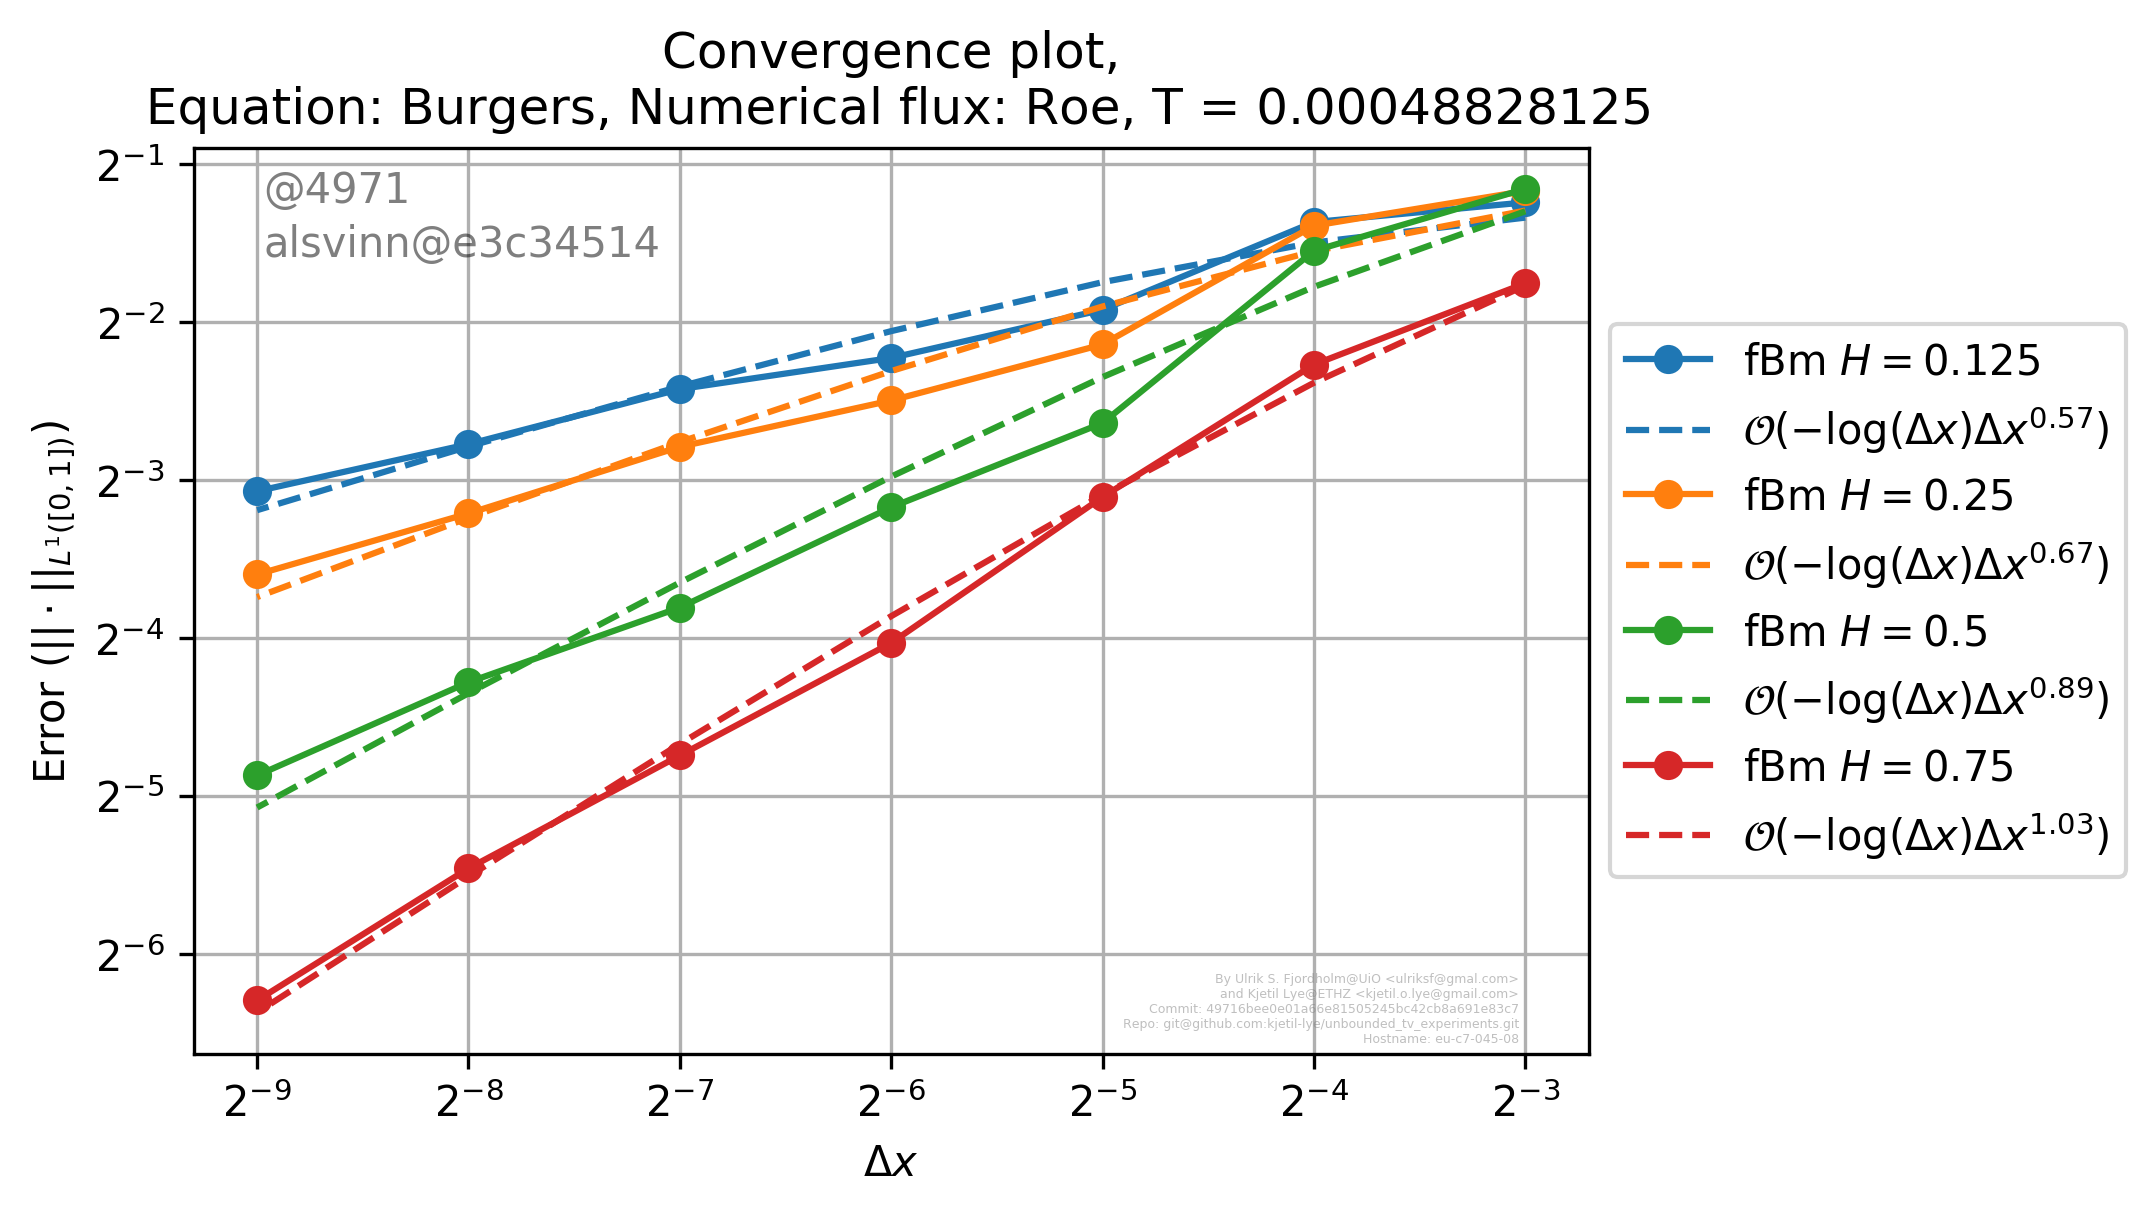 Convergence plot,
Equation: Burgers, Numerical flux: Roe, T = 0.00048828125
@4971
alsvinn@e3c34514
Error (|| · ||_{L^1([0, 1])})
2^{−1}
2^{−2}
2^{−3}
2^{−4}
2^{−5}
2^{−6}
2^{−9} 2^{−8} 2^{−7} 2^{−6} 2^{−5} 2^{−4} 2^{−3}
Δx
fBm H = 0.125
𝒪(−log(Δx)Δx^{0.57})
fBm H = 0.25
𝒪(−log(Δx)Δx^{0.67})
fBm H = 0.5
𝒪(−log(Δx)Δx^{0.89})
fBm H = 0.75
𝒪(−log(Δx)Δx^{1.03})
By Ulrik S. Fjordholm@UiO <ulriksf@gmal.com>
and Kjetil Lye@ETHZ <kjetil.o.lye@gmail.com>
Commit: 49716bee0e01a66e81505245bc42cb8a691e83c7
Repo: git@github.com:kjetil-lye/unbounded_tv_experiments.git
Hostname: eu-c7-045-08